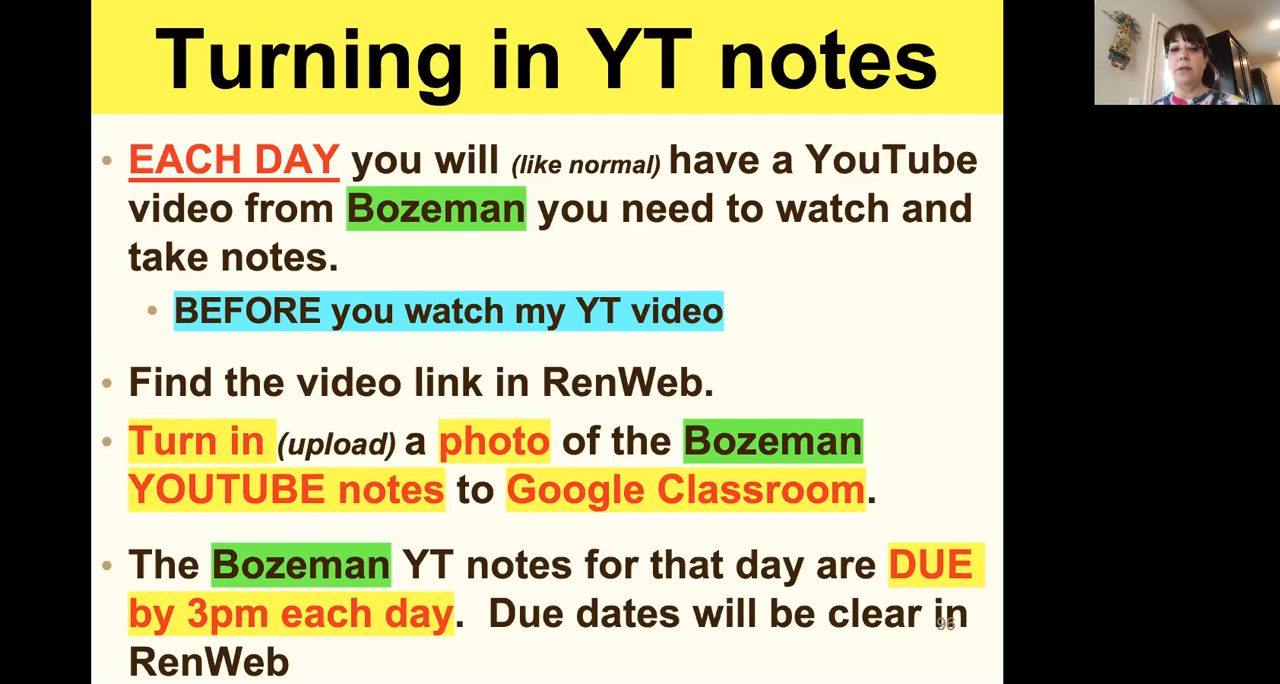 Turning in YT notes
• EACH DAY you will (like normal) have a YouTube
video from Bozeman you need to watch and
take notes.
• BEFORE you watch my YT video
• Find the video link in RenWeb.
• Turn in (upload) a photo of the Bozeman
YOUTUBE notes to Google Classroom.
• The Bozeman YT notes for that day are DUE
by 3pm each day. Due dates will be clear in
96
RenWeb